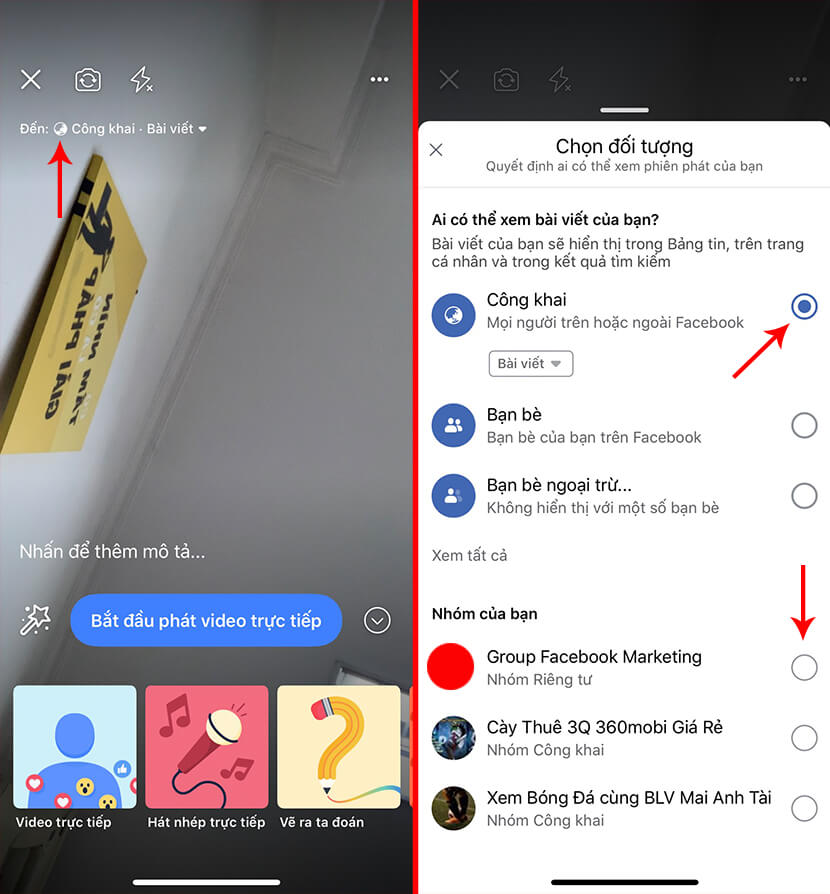 Đến: Công khai · Bài viết
GIẢI PHÁP
TẦM NHÌN
Nhấn để thêm mô tả...
Bắt đầu phát video trực tiếp
Video trực tiếp
Hát nhép trực tiếp
Vẽ ra ta đoán
Chọn đối tượng
Quyết định ai có thể xem phiên phát của bạn
Ai có thể xem bài viết của bạn?
Bài viết của bạn sẽ hiển thị trong Bảng tin, trên trang
cá nhân và trong kết quả tìm kiếm
Công khai
Mọi người trên hoặc ngoài Facebook
Bài viết
Bạn bè
Bạn bè của bạn trên Facebook
Bạn bè ngoại trừ...
Không hiển thị với một số bạn bè
Xem tất cả
Nhóm của bạn
Group Facebook Marketing
Nhóm Riêng tư
Cày Thuê 3Q 360mobi Giá Rẻ
Nhóm Công khai
Xem Bóng Đá cùng BLV Mai Anh Tài
Nhóm Công khai